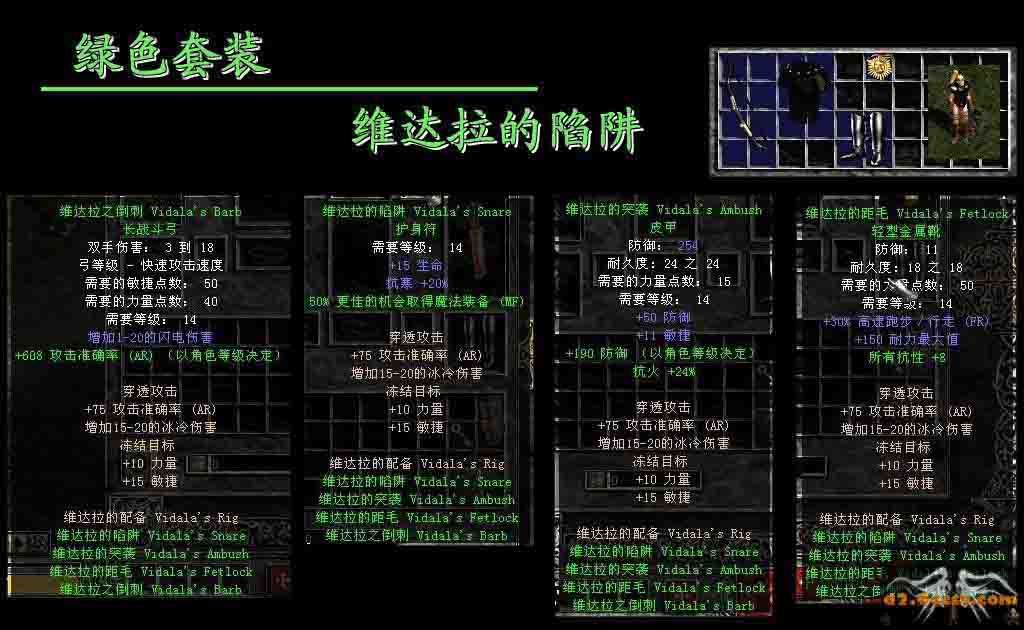 绿色套装
维达拉的陷阱
维达拉之倒刺 Vidala's Barb
长战斗弓
双手伤害: 3 到 18
弓等级 - 快速攻击速度
需要的敏捷点数: 50
需要的力量点数: 40
需要等级: 14
增加1-20的闪电伤害
+608 攻击准确率 (AR) (以角色等级决定)
穿透攻击
+75 攻击准确率 (AR)
增加15-20的冰冷伤害
冻结目标
+10 力量
+15 敏捷
维达拉的配备 Vidala's Rig
维达拉的陷阱 Vidala's Snare
维达拉的突袭 Vidala's Ambush
维达拉的距毛 Vidala's Fetlock
维达拉之倒刺 Vidala's Barb
维达拉的陷阱 Vidala's Snare
护身符
需要等级: 14
+15 生命
抗寒 +20%
50% 更佳的机会取得魔法装备 (MF)
穿透攻击
+75 攻击准确率 (AR)
增加15-20的冰冷伤害
冻结目标
+10 力量
+15 敏捷
维达拉的配备 Vidala's Rig
维达拉的陷阱 Vidala's Snare
维达拉的突袭 Vidala's Ambush
维达拉的距毛 Vidala's Fetlock
维达拉之倒刺 Vidala's Barb
维达拉的突袭 Vidala's Ambush
皮甲
防御: 254
耐久度: 24 之 24
需要的力量点数: 15
需要等级: 14
+50 防御
+11 敏捷
+190 防御 (以角色等级决定)
抗火 +24%
穿透攻击
+75 攻击准确率 (AR)
增加15-20的冰冷伤害
冻结目标
+10 力量
+15 敏捷
维达拉的配备 Vidala's Rig
维达拉的陷阱 Vidala's Snare
维达拉的突袭 Vidala's Ambush
维达拉的距毛 Vidala's Fetlock
维达拉之倒刺 Vidala's Barb
维达拉的距毛 Vidala's Fetlock
轻型金属靴
防御: 11
耐久度: 18 之 18
需要的力量点数: 50
需要等级: 14
+30% 高速跑步/行走 (FR)
+150 耐力最大值
所有抗性 +8
穿透攻击
+75 攻击准确率 (AR)
增加15-20的冰冷伤害
冻结目标
+10 力量
+15 敏捷
维达拉的配备 Vidala's Rig
维达拉的陷阱 Vidala's Snare
维达拉的突袭 Vidala's Ambush
维达拉的距毛 Vidala's Fetlock
维达拉之倒